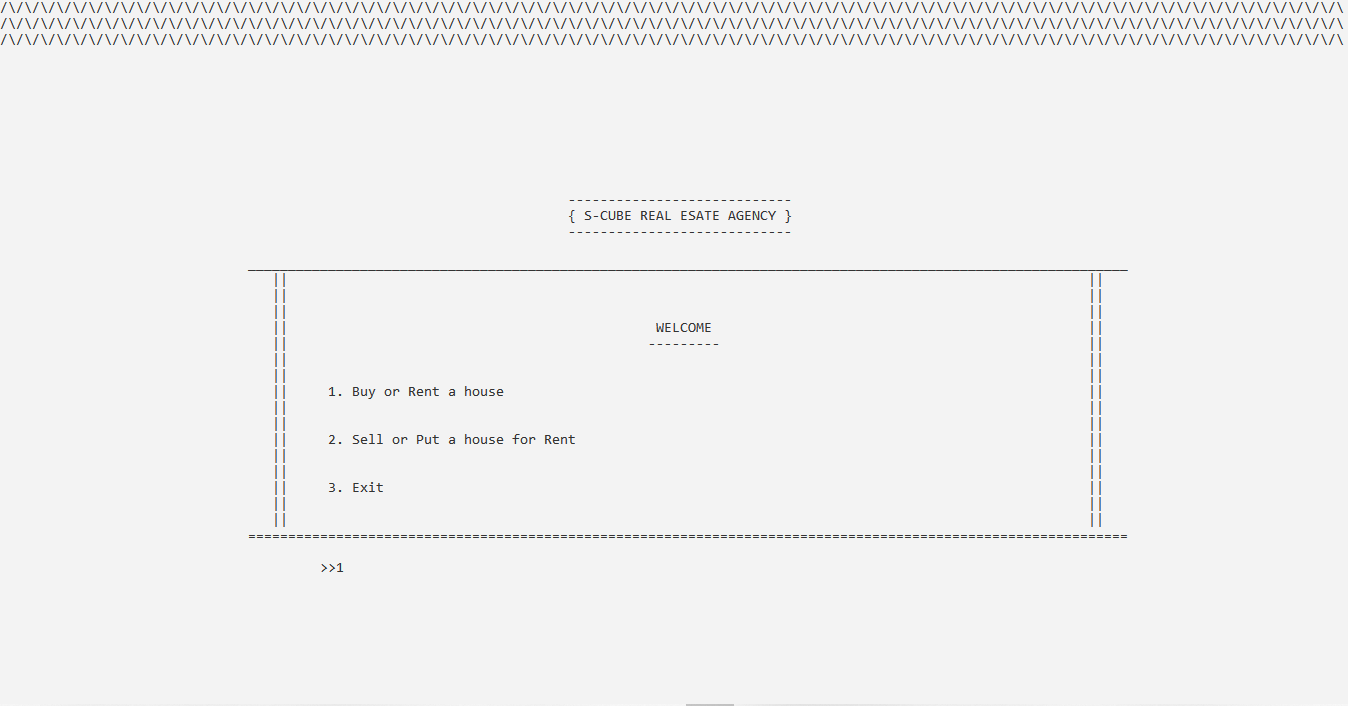 { S-CUBE REAL ESATE AGENCY }
WELCOME
1. Buy or Rent a house
2. Sell or Put a house for Rent
3. Exit
>>1